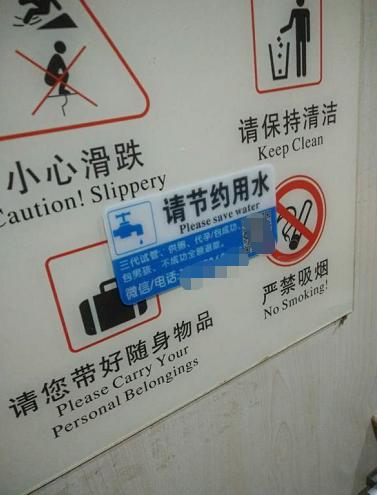 小心滑跌
Caution! Slippery
请保持清洁
Keep Clean
请节约用水
Please save water
三代试管、供卵、代孕/包成功、
包男孩、不成功全额退款。
微信/电话:
严禁吸烟
No Smoking!
请您带好随身物品
Please Carry Your
Personal Belongings